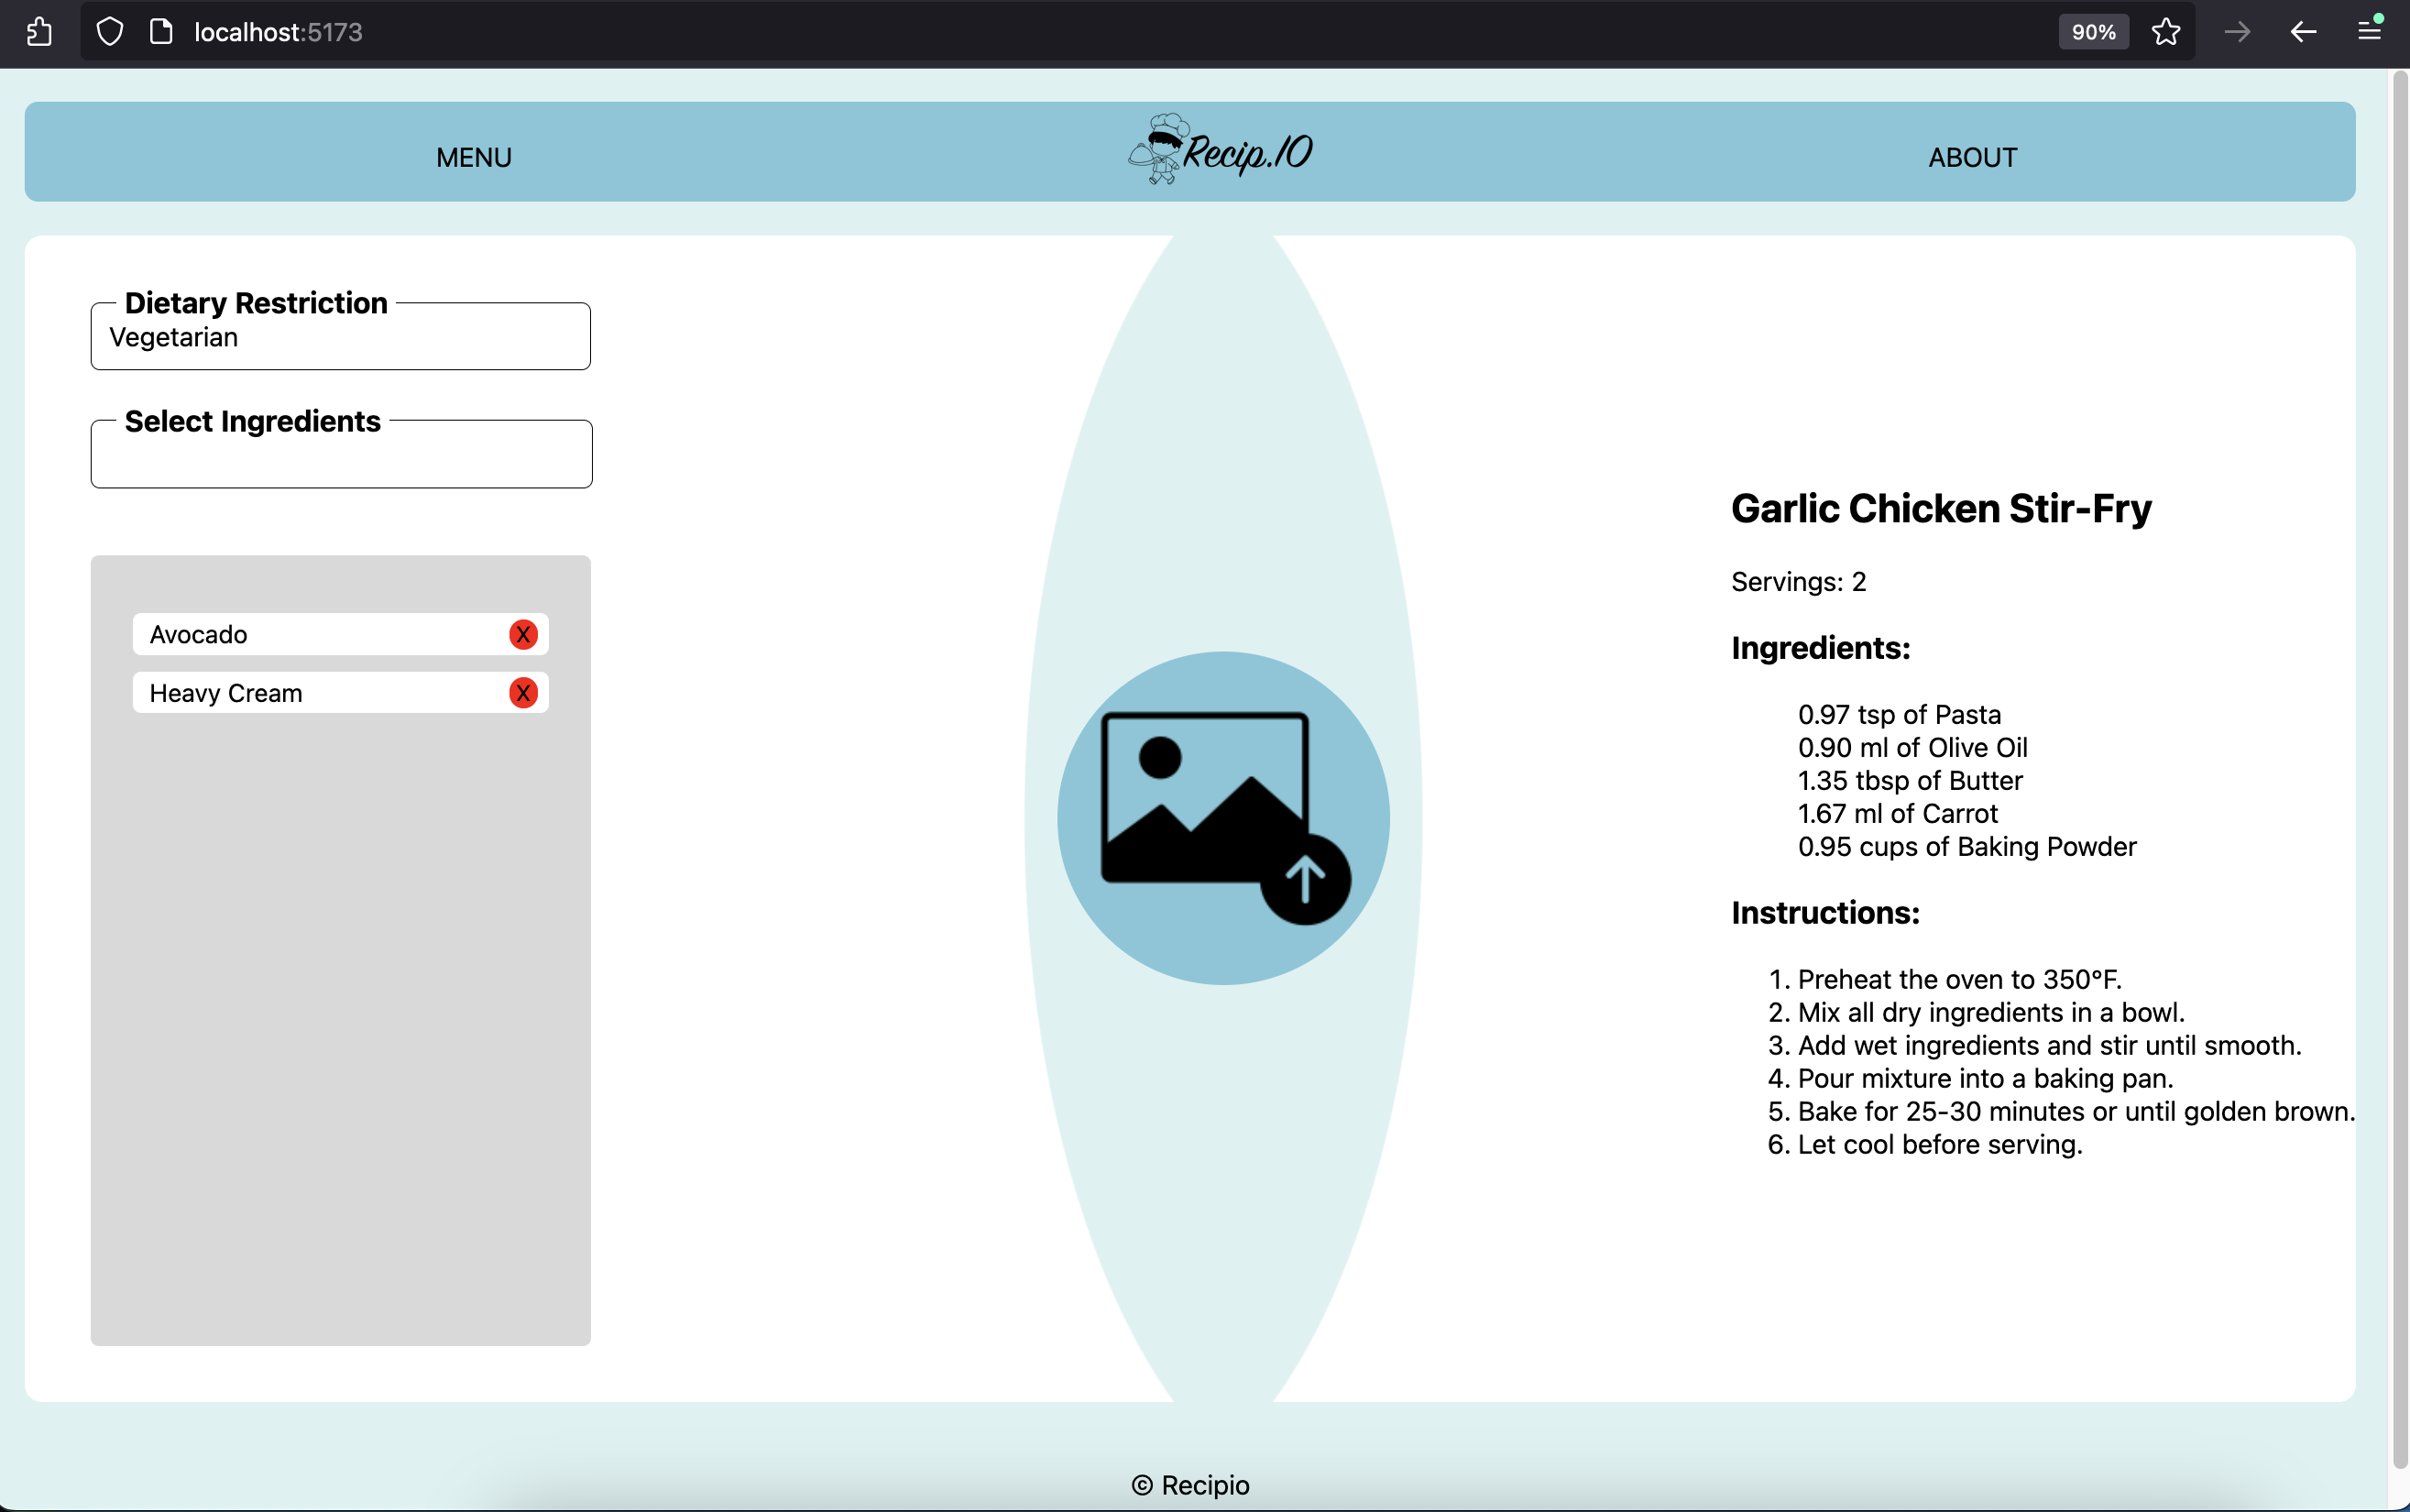 localhost:5173
90%
MENU
Recip.IO
ABOUT
Dietary Restriction
Vegetarian
Select Ingredients
Avocado X
Heavy Cream X
Garlic Chicken Stir-Fry
Servings: 2
Ingredients:
0.97 tsp of Pasta
0.90 ml of Olive Oil
1.35 tbsp of Butter
1.67 ml of Carrot
0.95 cups of Baking Powder
Instructions:
1. Preheat the oven to 350°F.
2. Mix all dry ingredients in a bowl.
3. Add wet ingredients and stir until smooth.
4. Pour mixture into a baking pan.
5. Bake for 25-30 minutes or until golden brown.
6. Let cool before serving.
© Recipio